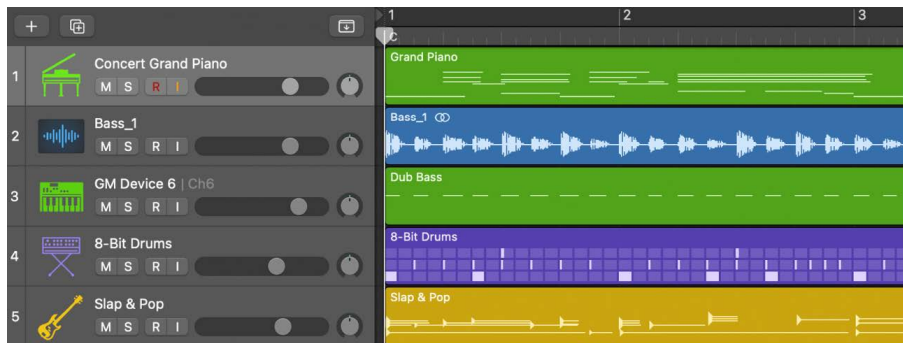 1 2 3
C
1 Concert Grand Piano Grand Piano
M S R I
2 Bass_1 Bass_1
M S R I
3 GM Device 6 | Ch6 Dub Bass
M S R I
4 8-Bit Drums 8-Bit Drums
M S R I
5 Slap & Pop Slap & Pop
M S R I